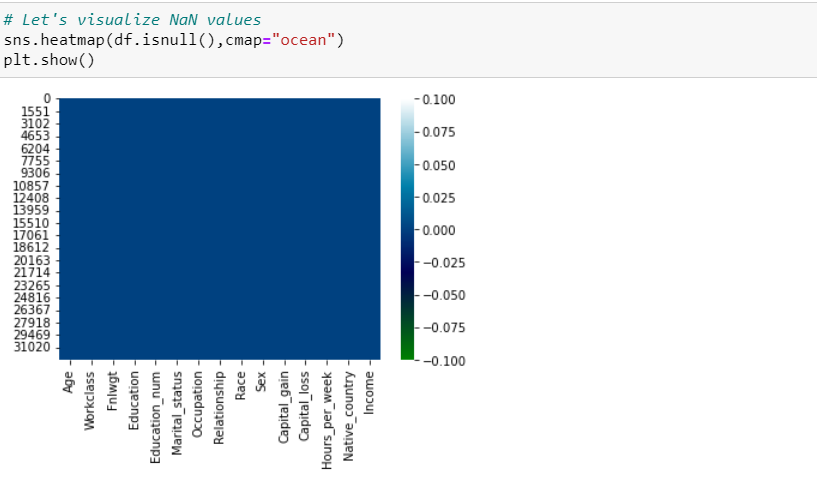 # Let's visualize NaN values
sns.heatmap(df.isnull(),cmap="ocean")
plt.show()
0
1551
3102
4653
6204
7755
9306
10857
12408
13959
15510
17061
18612
20163
21714
23265
24816
26367
27918
29469
31020
0.100
0.075
0.050
0.025
0.000
−0.025
−0.050
−0.075
−0.100
Age
Workclass
Fnlwgt
Education
Education_num
Marital_status
Occupation
Relationship
Race
Sex
Capital_gain
Capital_loss
Hours_per_week
Native_country
Income